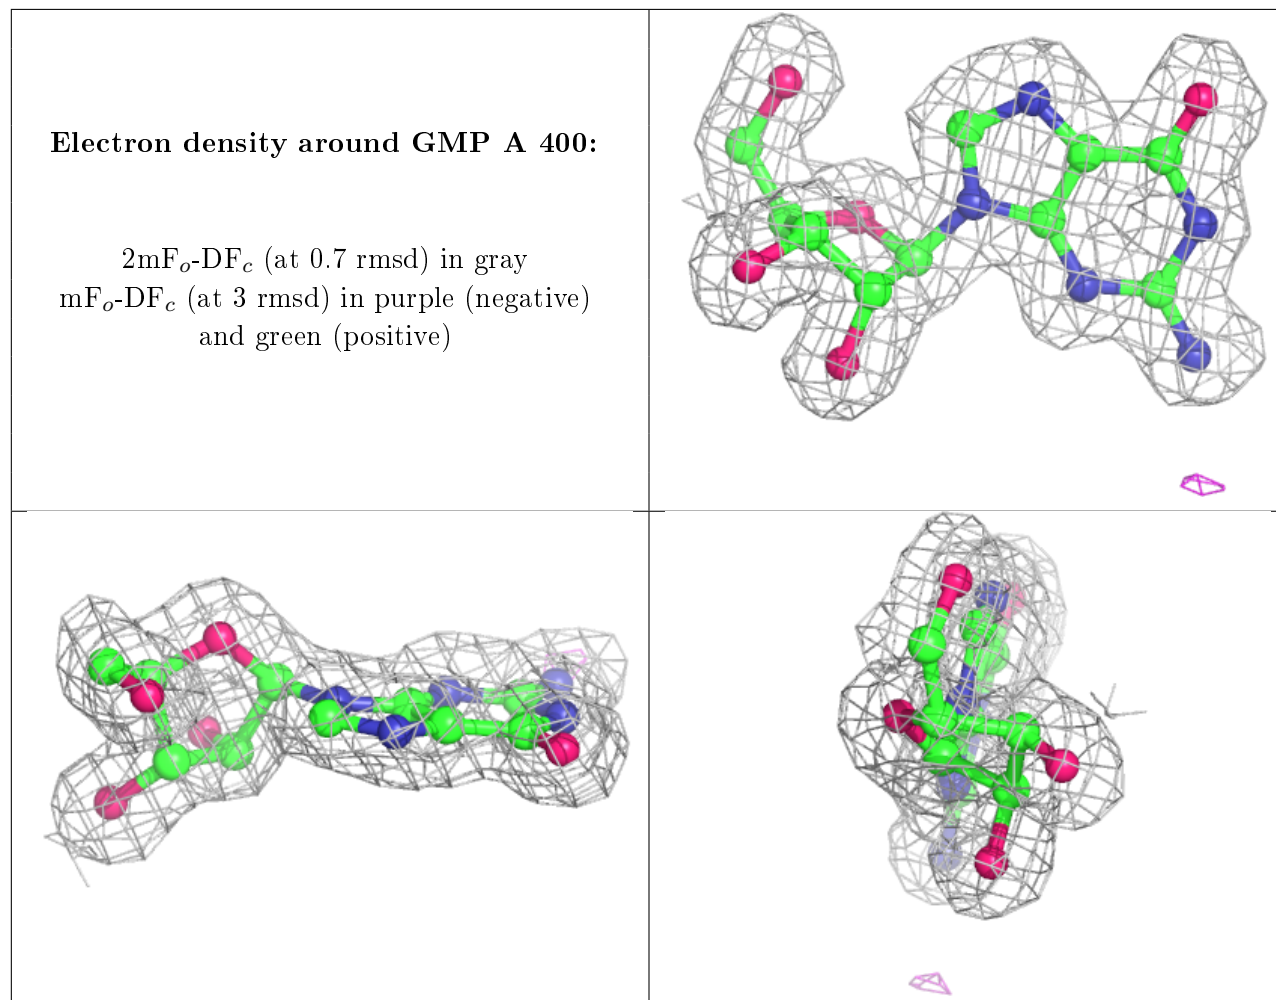 Electron density around GMP A 400:
2mFₒ-DF𝒸 (at 0.7 rmsd) in gray
mFₒ-DF𝒸 (at 3 rmsd) in purple (negative)
and green (positive)